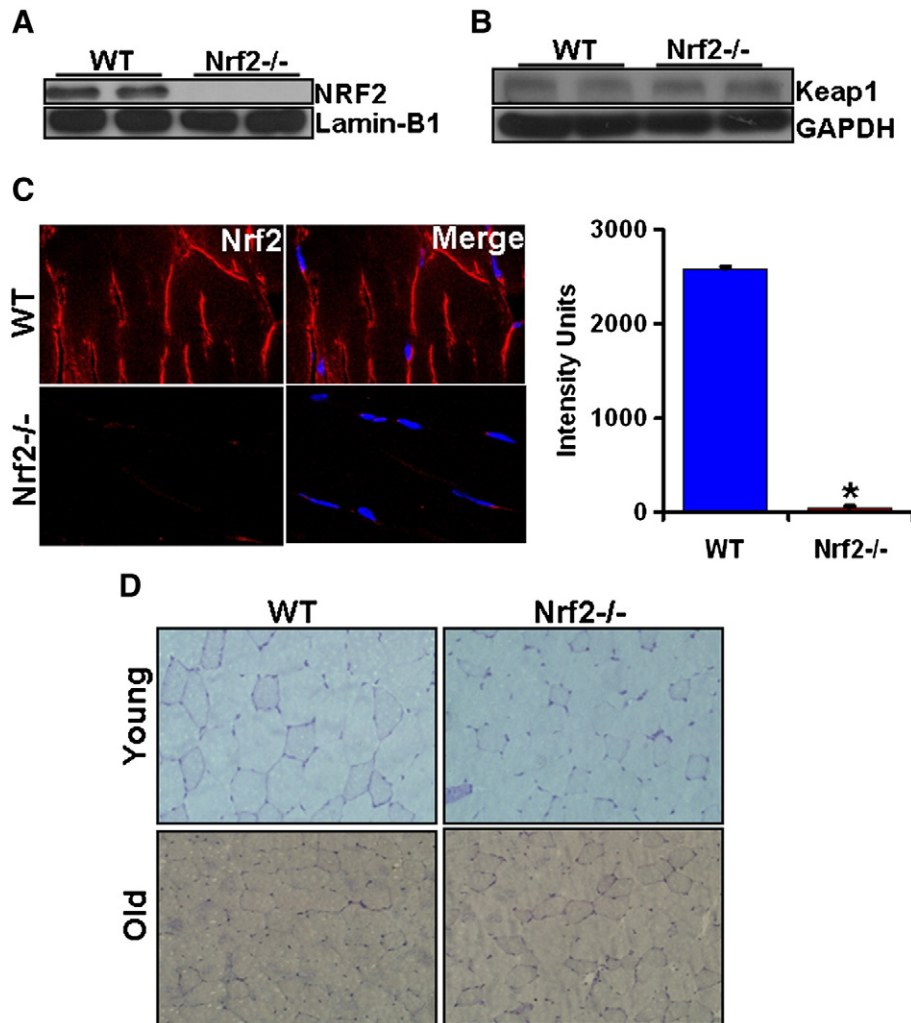 A
WT Nrf2-/-
NRF2
Lamin-B1
B
WT Nrf2-/-
Keap1
GAPDH
C
Nrf2 Merge
WT
Nrf2-/-
Intensity Units
3000
2000
1000
0
*
WT Nrf2-/-
D
WT Nrf2-/-
Young
Old